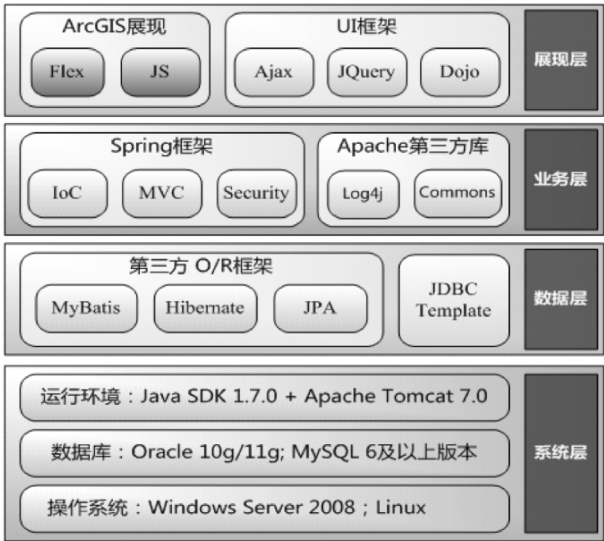 ArcGIS展现
Flex
JS
UI框架
Ajax
JQuery
Dojo
展现层
Spring框架
IoC
MVC
Security
Apache第三方库
Log4j
Commons
业务层
第三方 O/R框架
MyBatis
Hibernate
JPA
JDBC
Template
数据层
运行环境：Java SDK 1.7.0 + Apache Tomcat 7.0
数据库：Oracle 10g/11g; MySQL 6及以上版本
操作系统：Windows Server 2008；Linux
系统层